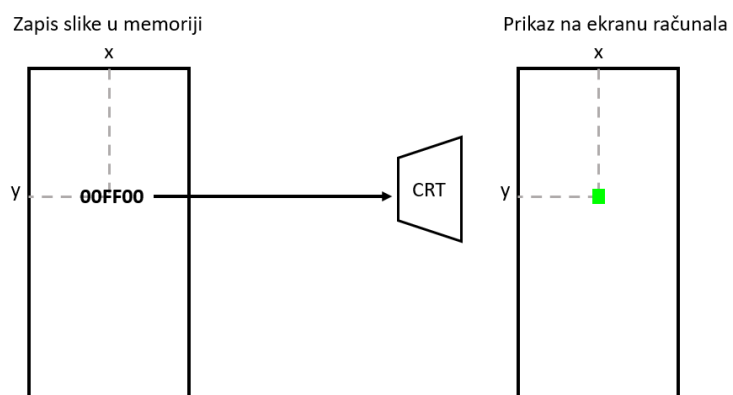 Zapis slike u memoriji
x
y
00FF00
CRT
Prikaz na ekranu računala
x
y